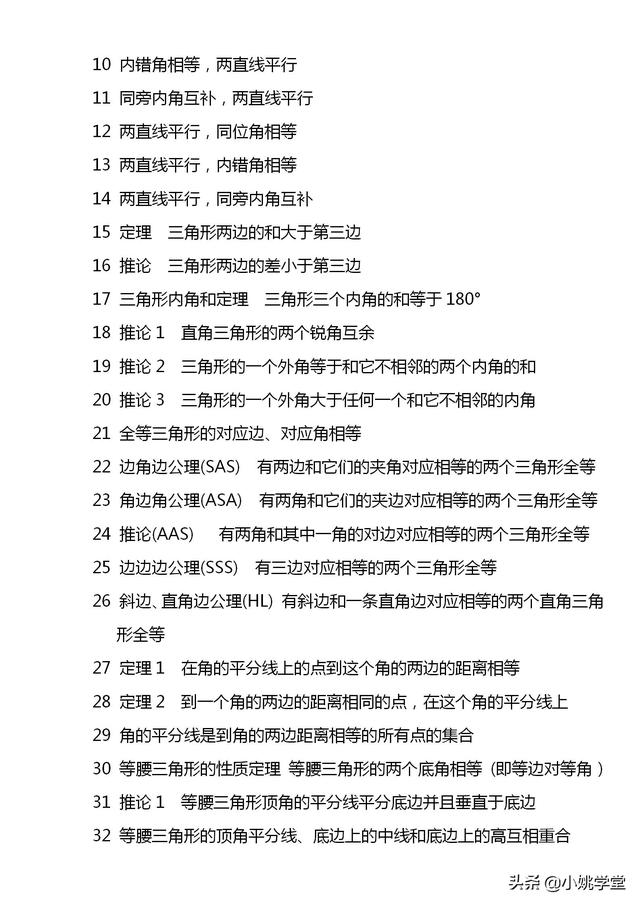 10 内错角相等，两直线平行
11 同旁内角互补，两直线平行
12 两直线平行，同位角相等
13 两直线平行，内错角相等
14 两直线平行，同旁内角互补
15 定理 三角形两边的和大于第三边
16 推论 三角形两边的差小于第三边
17 三角形内角和定理 三角形三个内角的和等于 180°
18 推论 1 直角三角形的两个锐角互余
19 推论 2 三角形的一个外角等于和它不相邻的两个内角的和
20 推论 3 三角形的一个外角大于任何一个和它不相邻的内角
21 全等三角形的对应边、对应角相等
22 边角边公理(SAS) 有两边和它们的夹角对应相等的两个三角形全等
23 角边角公理(ASA) 有两角和它们的夹边对应相等的两个三角形全等
24 推论(AAS) 有两角和其中一角的对边对应相等的两个三角形全等
25 边边边公理(SSS) 有三边对应相等的两个三角形全等
26 斜边、直角边公理(HL) 有斜边和一条直角边对应相等的两个直角三角
形全等
27 定理 1 在角的平分线上的点到这个角的两边的距离相等
28 定理 2 到一个角的两边的距离相同的点，在这个角的平分线上
29 角的平分线是到角的两边距离相等的所有点的集合
30 等腰三角形的性质定理 等腰三角形的两个底角相等 (即等边对等角）
31 推论 1 等腰三角形顶角的平分线平分底边并且垂直于底边
32 等腰三角形的顶角平分线、底边上的中线和底边上的高互相重合
头条 @小姚学堂